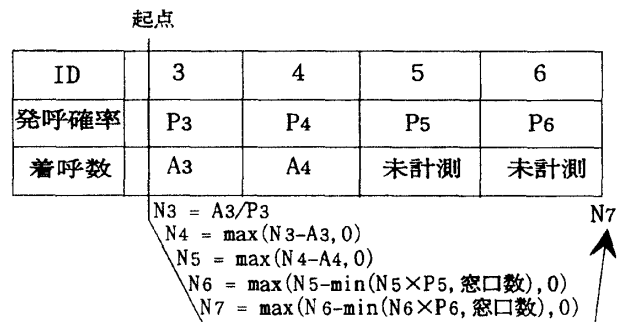 起点
ID 3 4 5 6
発呼確率 P3 P4 P5 P6
着呼数 A3 A4 未計測 未計測
N3 = A3/P3 N7
N4 = max(N3-A3,0)
N5 = max(N4-A4,0)
N6 = max(N5-min(N5×P5,窓口数),0)
N7 = max(N6-min(N6×P6,窓口数),0)